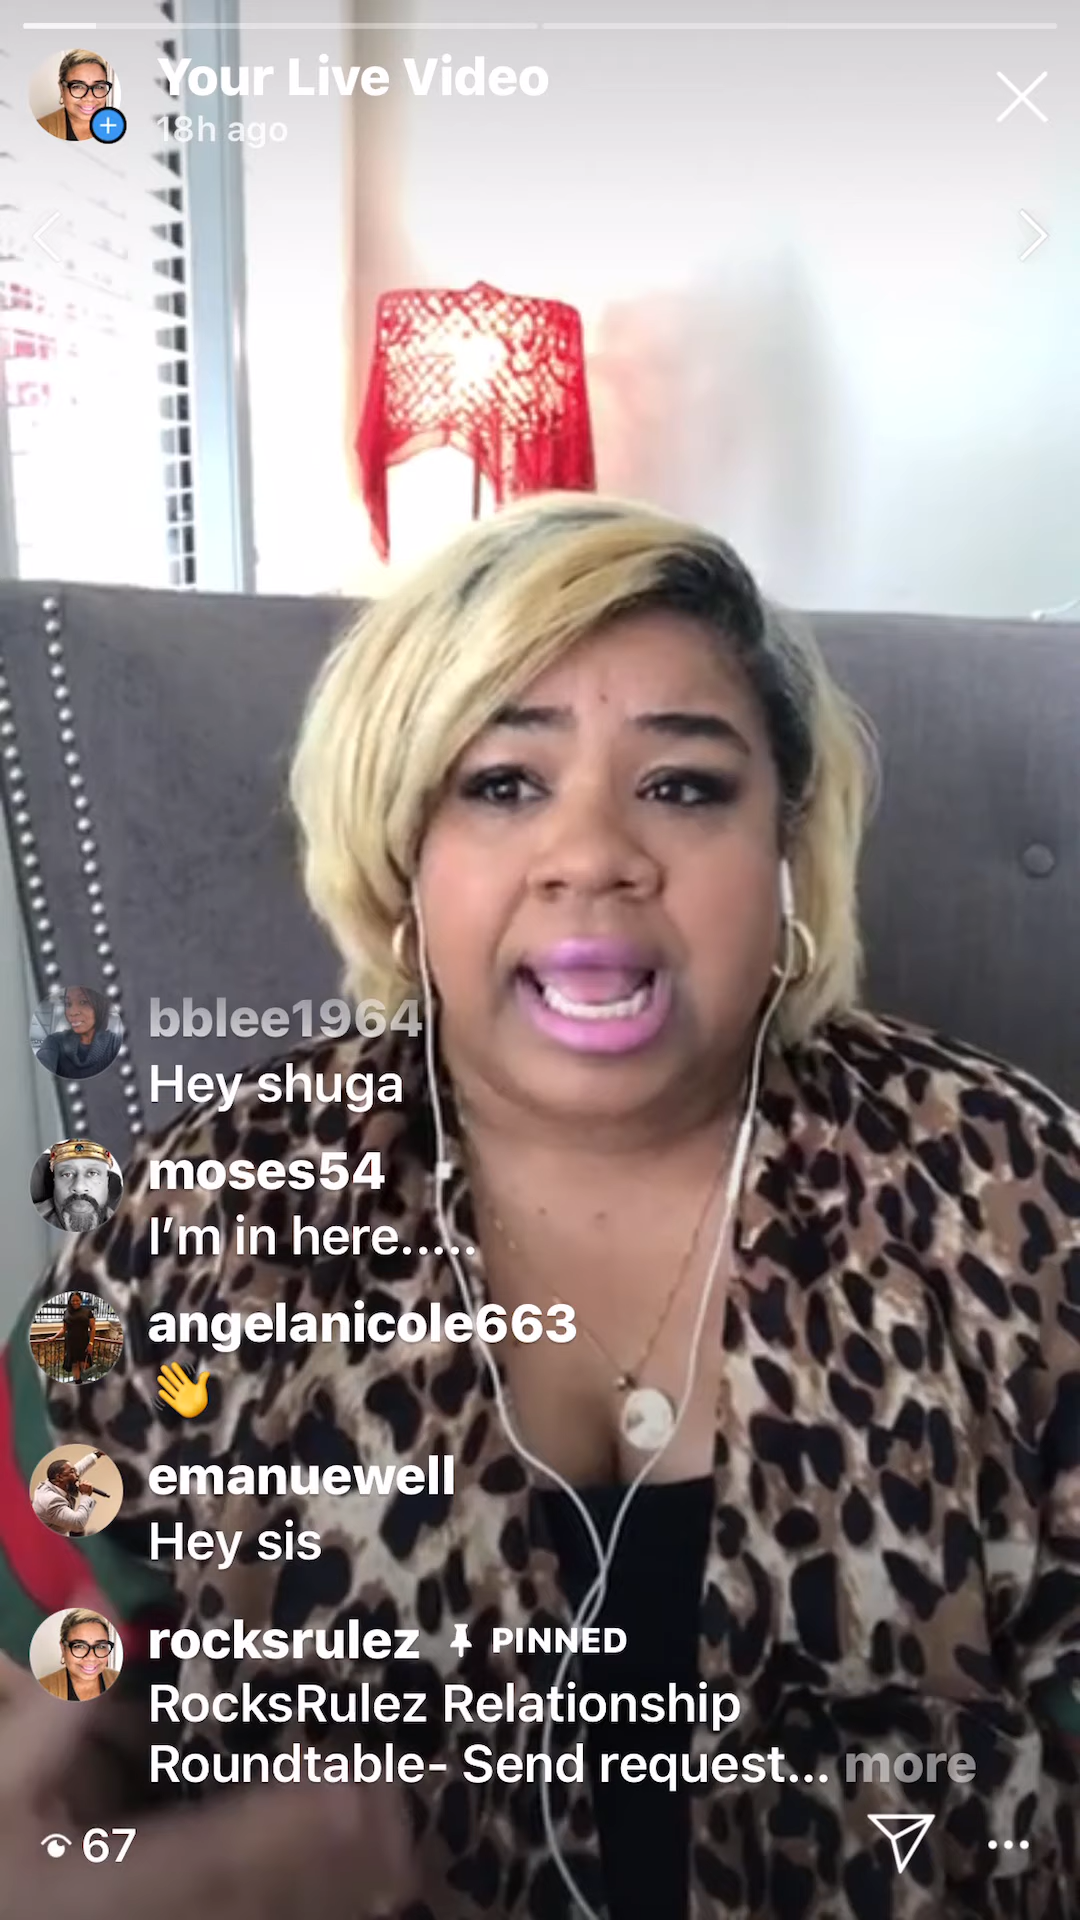 Your Live Video
18h ago
bblee1964
Hey shuga
moses54
I'm in here.....
angelanicole663
👋
emanuewell
Hey sis
rocksrulez PINNED
RocksRulez Relationship
Roundtable- Send request... more
67